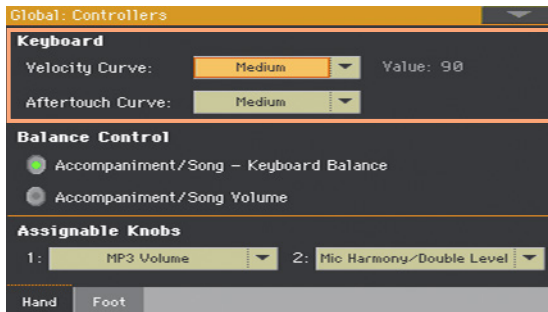 Global: Controllers
Keyboard
Velocity Curve: Medium Value: 90
Aftertouch Curve: Medium
Balance Control
Accompaniment/Song - Keyboard Balance
Accompaniment/Song Volume
Assignable Knobs
1: MP3 Volume 2: Mic Harmony/Double Level
Hand Foot